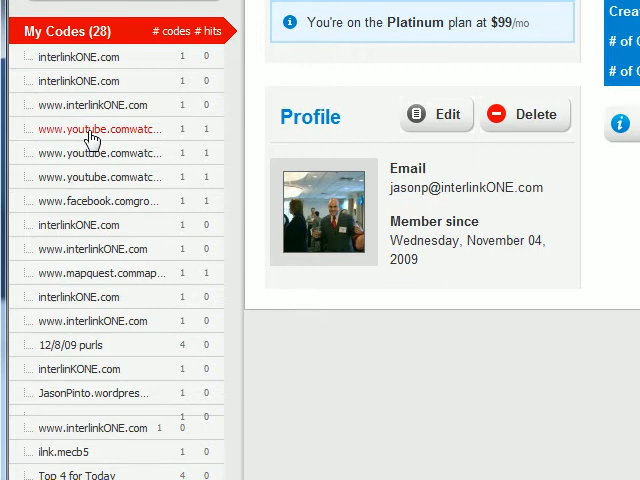 My Codes (28) # codes # hits
interlinkONE.com 1 0
interlinkONE.com 1 0
www.interlinkONE.com 1 0
www.youtube.comwatc... 1 1
www.youtube.comwatc... 1 1
www.youtube.comwatc... 1 1
www.facebook.comgro... 1 1
interlinkONE.com 1 0
www.interlinkONE.com 1 0
www.mapquest.commap... 1 1
interlinkONE.com 1 0
www.interlinkONE.com 1 0
12/8/09 purls 4 0
interlinKONE.com 1 0
JasonPinto.wordpres... 1 0
1 0
www.interlinkONE.com 1 0
ilnk.mecb5 1 0
Top 4 for Today 4 0
You're on the Platinum plan at $99/mo
Profile
Edit
Delete
Email
jasonp@interlinkONE.com
Member since
Wednesday, November 04,
2009
Crea
# of
# of